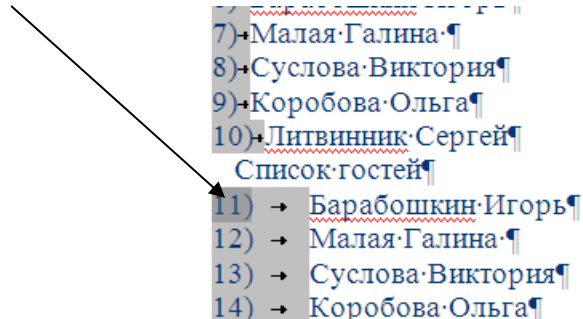 7)→Малая·Галина·¶
8)→Суслова·Виктория¶
9)→Коробова·Ольга¶
10)→Литвинник·Сергей¶
Список·гостей¶
11) → Барабошкин·Игорь¶
12) → Малая·Галина·¶
13) → Суслова·Виктория¶
14) → Коробова·Ольга¶